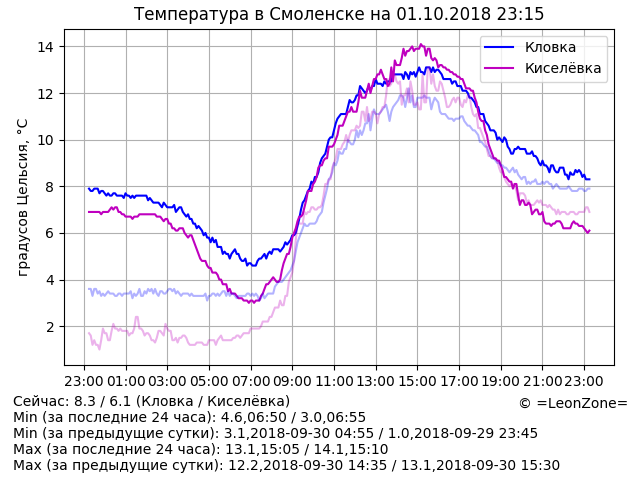 Температура в Смоленске на 01.10.2018 23:15
градусов Цельсия, °C
14
12
10
8
6
4
2
Кловка
Киселёвка
23:00 01:00 03:00 05:00 07:00 09:00 11:00 13:00 15:00 17:00 19:00 21:00 23:00
Сейчас: 8.3 / 6.1 (Кловка / Киселёвка)
© =LeonZone=
Min (за последние 24 часа): 4.6,06:50 / 3.0,06:55
Min (за предыдущие сутки): 3.1,2018-09-30 04:55 / 1.0,2018-09-29 23:45
Max (за последние 24 часа): 13.1,15:05 / 14.1,15:10
Max (за предыдущие сутки): 12.2,2018-09-30 14:35 / 13.1,2018-09-30 15:30